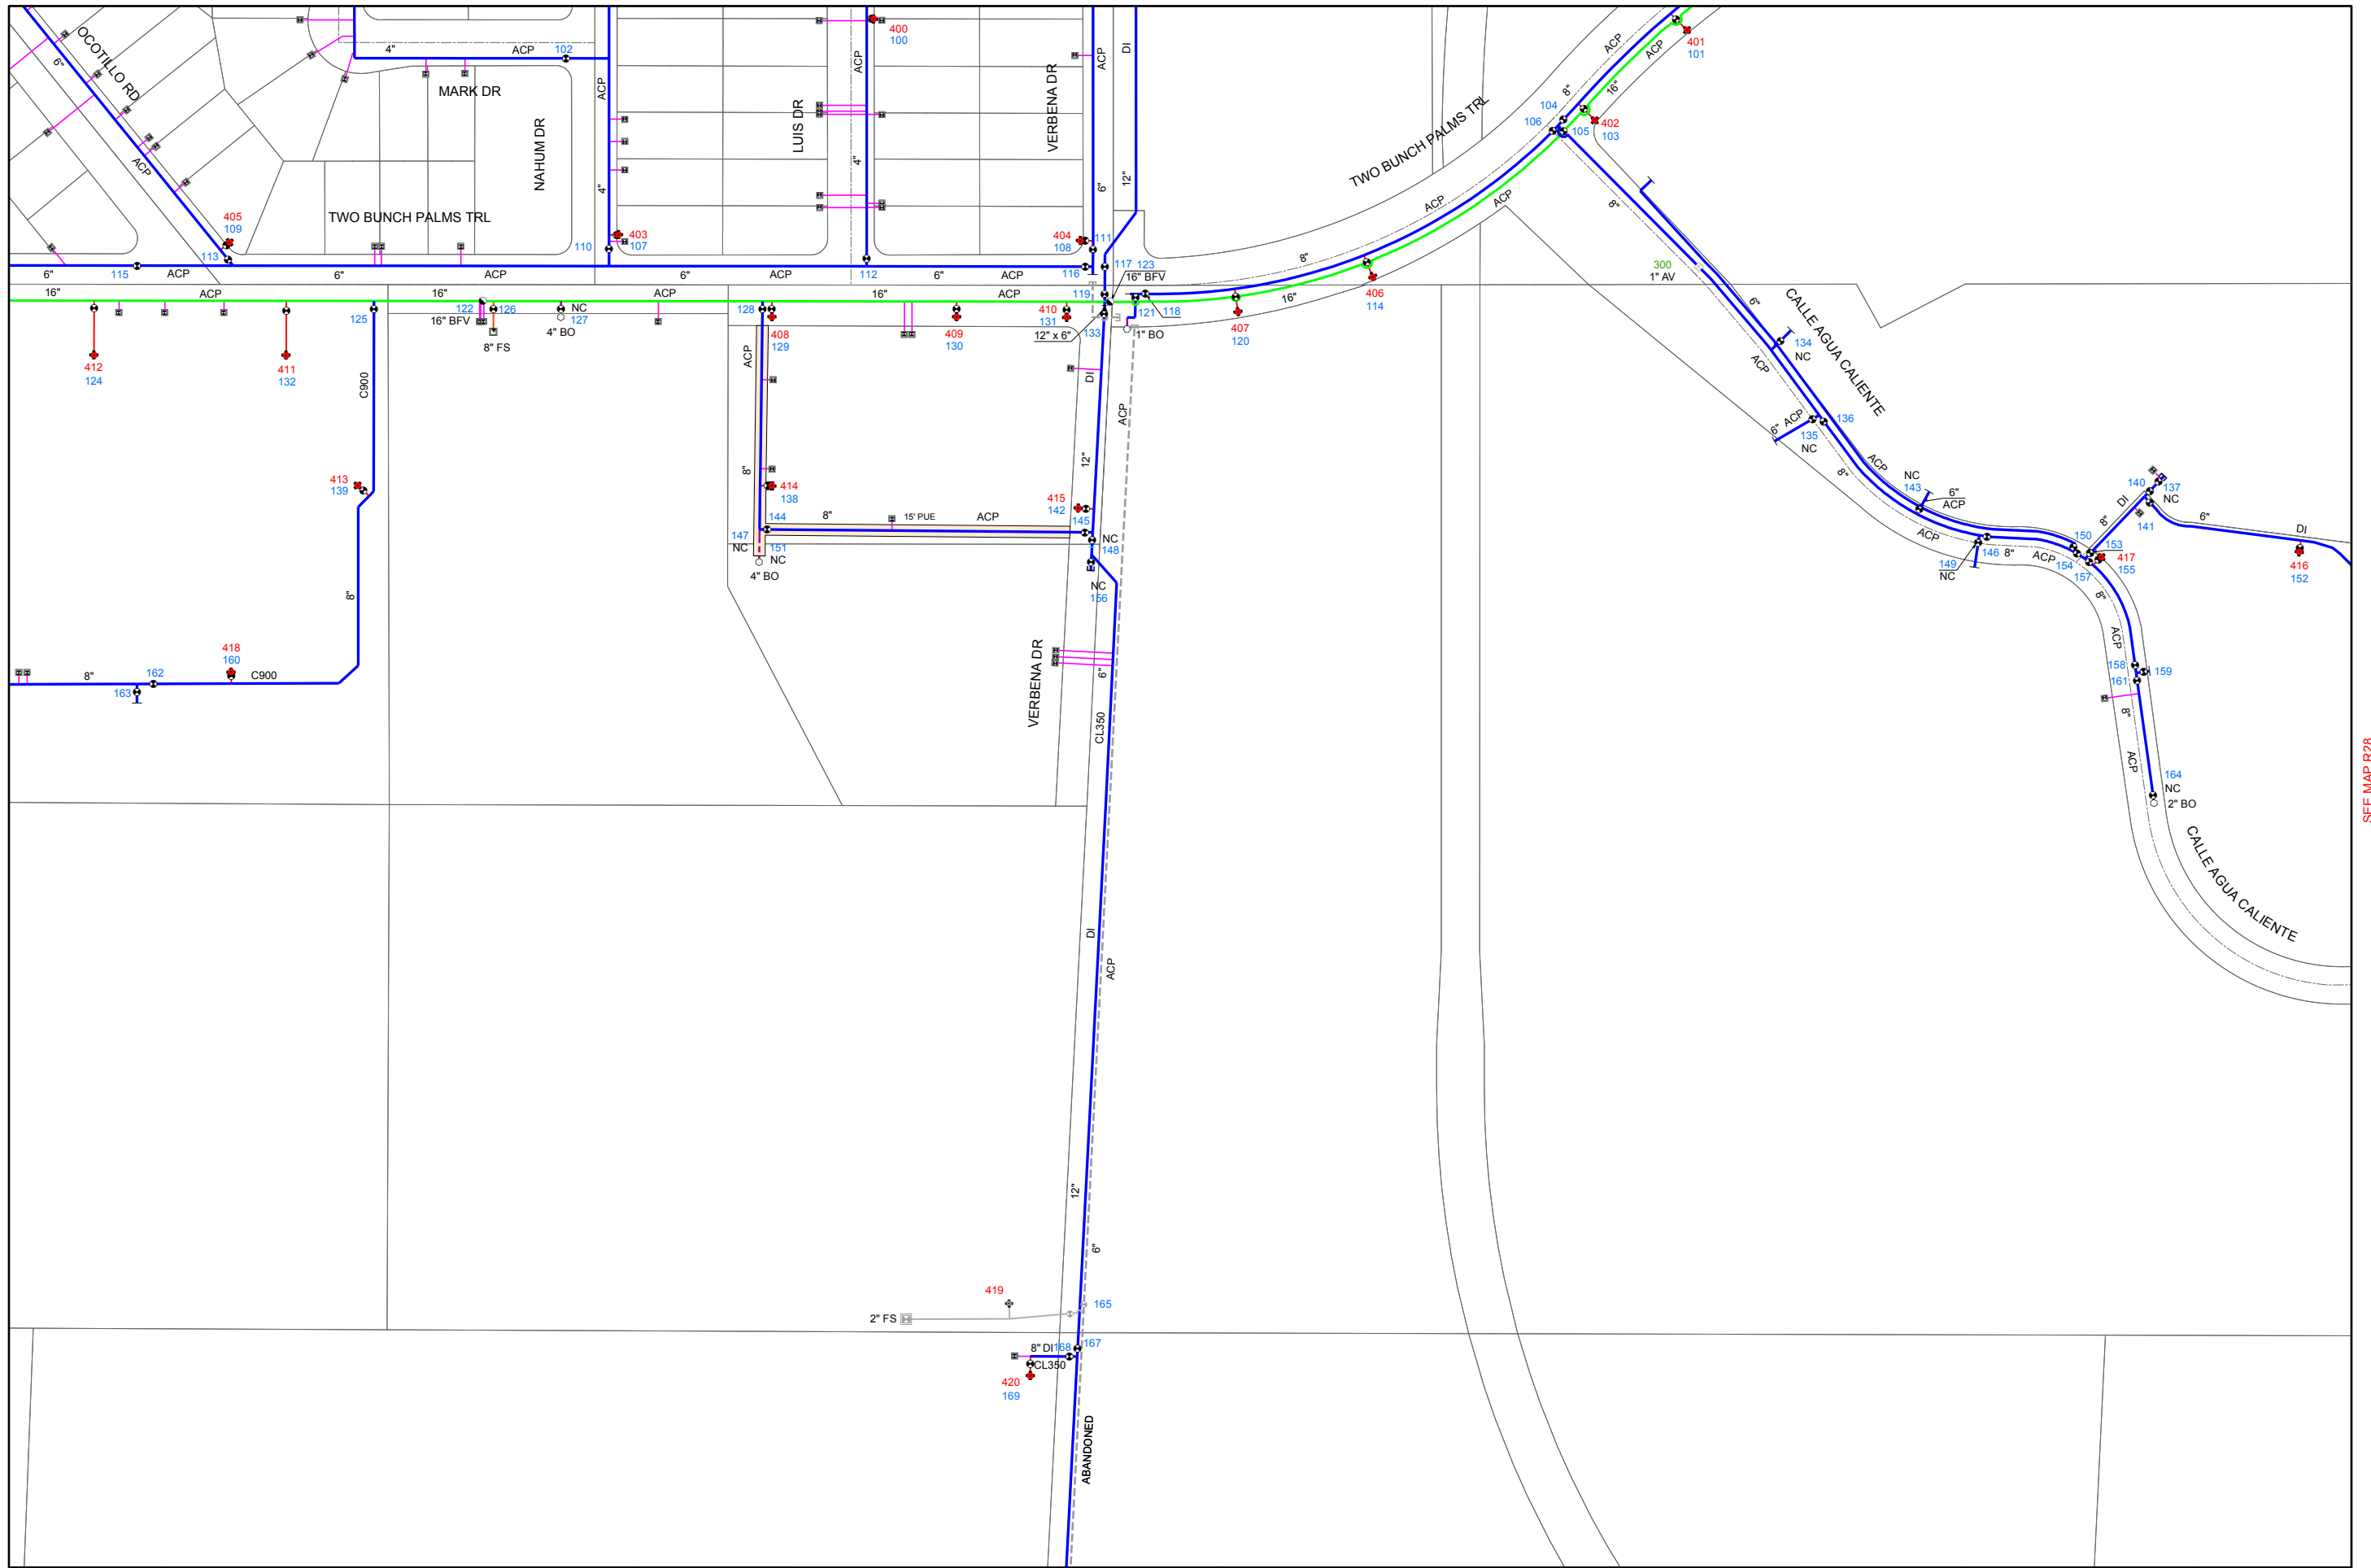 OCOTILLO RD
6"
ACP
4"
ACP
102
MARK DR
NAHUM DR
ACP
4"
TWO BUNCH PALMS TRL
405
109
113
403
107
110
400
100
ACP
LUIS DR
4"
VERBENA DR
ACP
6"
DI
12"
404
108
111
TWO BUNCH PALMS TRL
ACP
8"
ACP
16"
401
101
104
106
105
402
103
8"
ACP
ACP
6"
115
ACP
6"
ACP
6"
ACP
112
6"
ACP
116
117
123
16" BFV
8"
300
1" AV
406
114
16"
ACP
16"
122
ACP
16"
ACP
119
121
118
16"
407
120
16" BFV
126
8" FS
NC
127
4" BO
125
128
408
129
409
130
410
131
133
12" x 6"
1" BO
412
124
411
132
C900
ACP
8"
DI
12"
ACP
413
139
414
138
415
142
144
8"
15' PUE
ACP
145
147
NC
151
NC
4" BO
NC
148
NC
156
8"
6"
ACP
CALLE AGUA CALIENTE
134
NC
6"
ACP
135
NC
136
ACP
8"
NC
143
6"
ACP
ACP
146
8"
ACP
149
NC
150
154
153
417
155
157
8"
DI
140
137
NC
141
6"
DI
416
152
8"
ACP
158
159
161
8"
ACP
164
NC
2" BO
CALLE AGUA CALIENTE
SEE MAP R28
418
160
8"
162
163
C900
VERBENA DR
6"
CL350
DI
ACP
12"
6"
419
2" FS
165
8" DI
168
167
CL350
420
169
ABANDONED